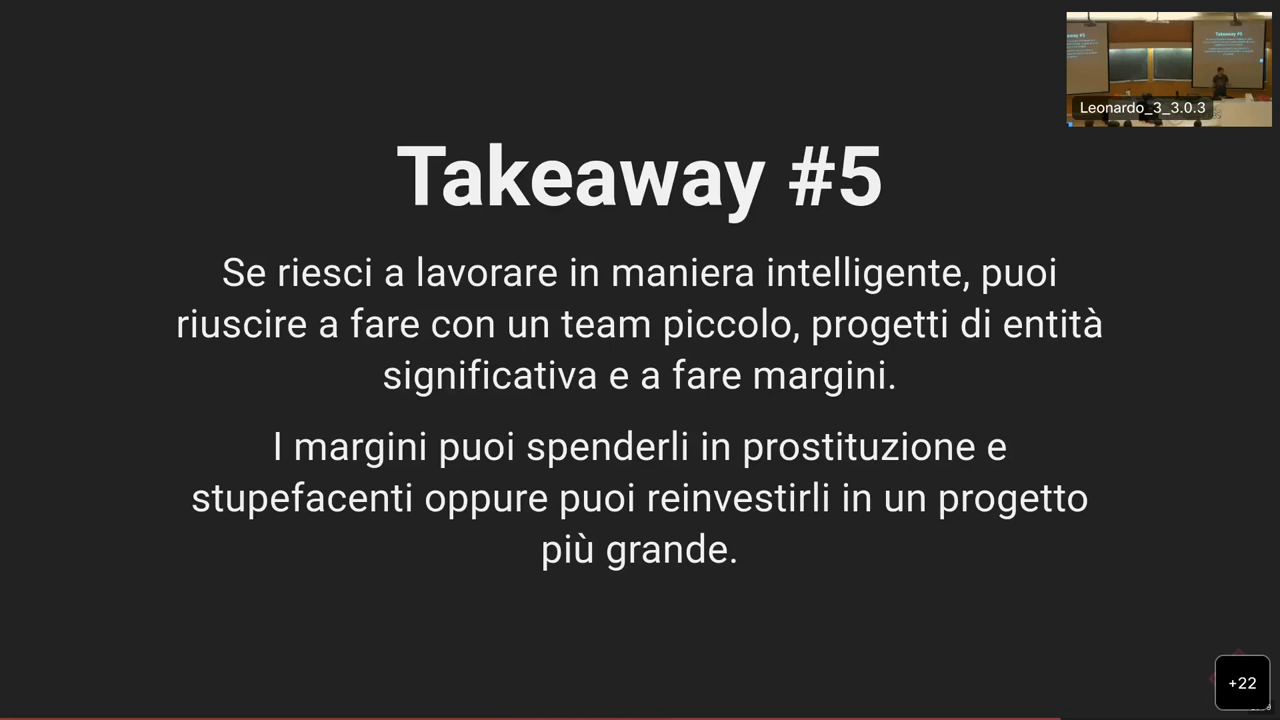 Takeaway #5
Se riesci a lavorare in maniera intelligente, puoi
riuscire a fare con un team piccolo, progetti di entità
significativa e a fare margini.
I margini puoi spenderli in prostituzione e
stupefacenti oppure puoi reinvestirli in un progetto
più grande.
Leonardo_3_3.0.3
+22